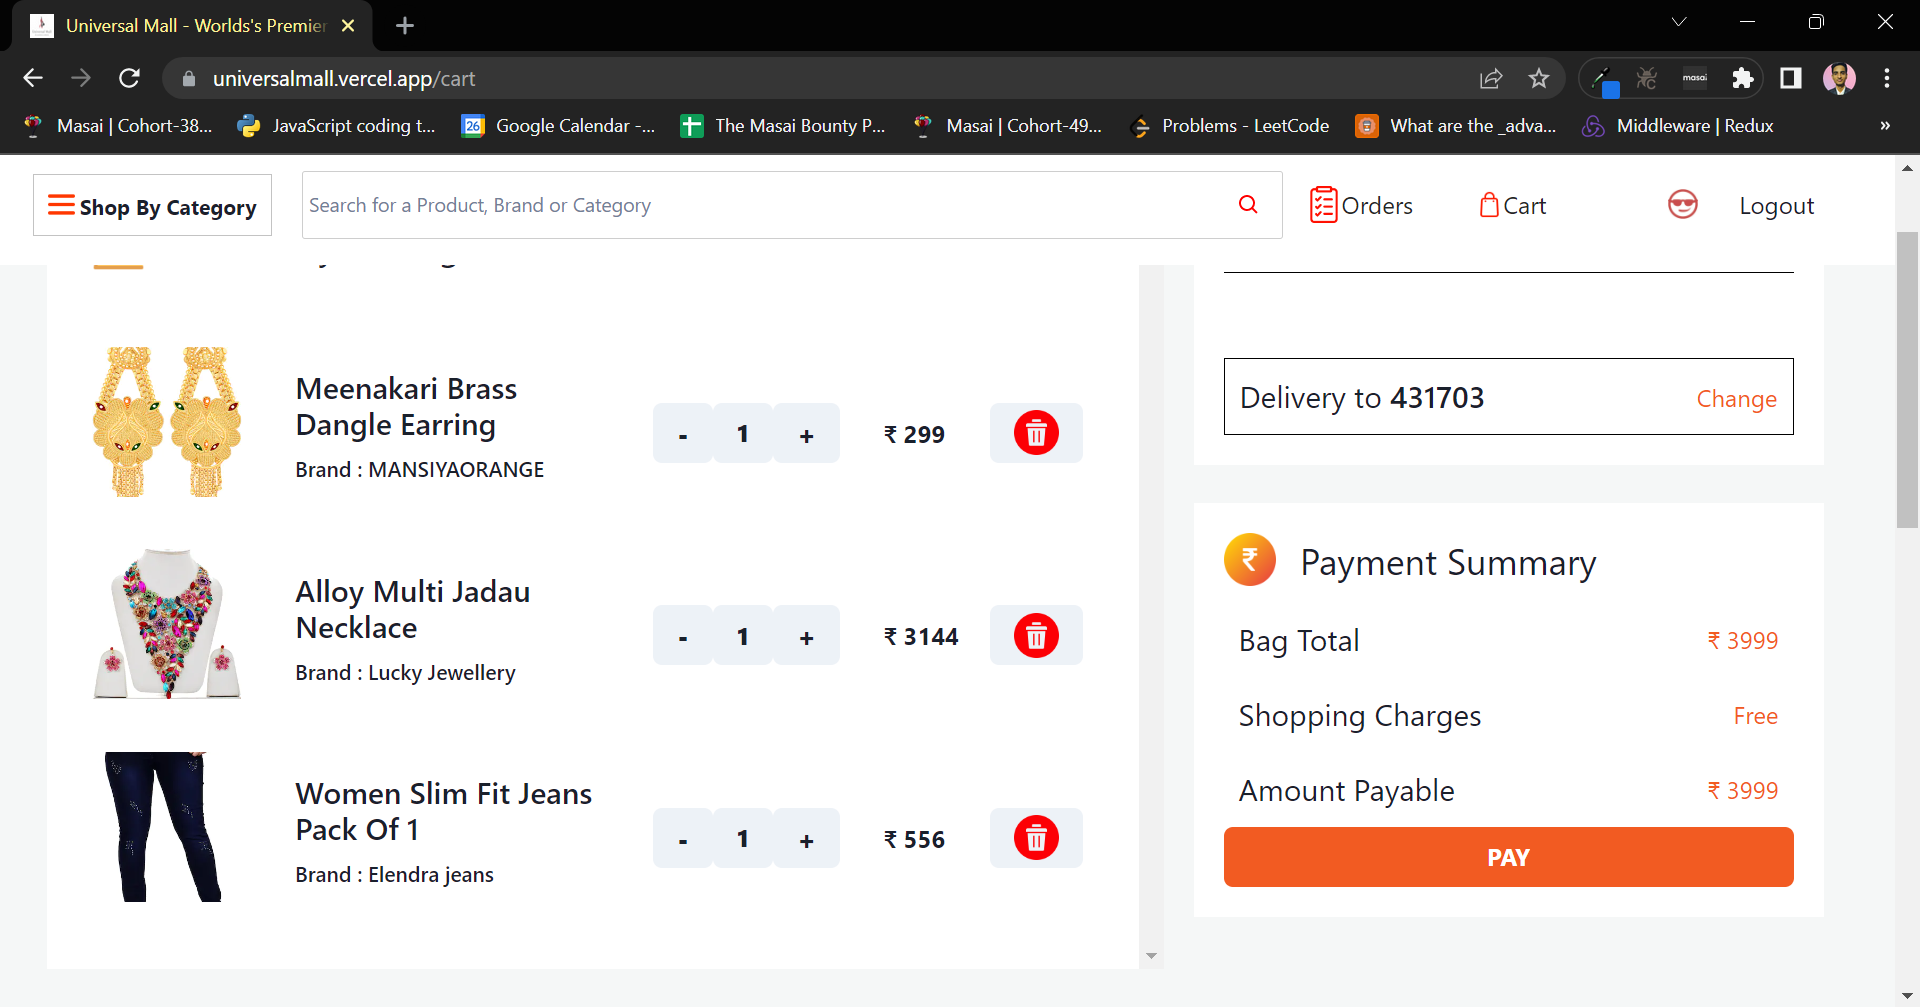 Universal Mall - Worlds's Premier
universalmall.vercel.app/cart
masai
Masai | Cohort-38...
JavaScript coding t...
26
Google Calendar -...
The Masai Bounty P...
Masai | Cohort-49...
Problems - LeetCode
What are the _adva...
Middleware | Redux
»
Shop By Category
Search for a Product, Brand or Category
Orders
Cart
Logout
Meenakari Brass
Dangle Earring
Brand : MANSIYAORANGE
- 1 +
₹ 299
Alloy Multi Jadau
Necklace
Brand : Lucky Jewellery
- 1 +
₹ 3144
Women Slim Fit Jeans
Pack Of 1
Brand : Elendra jeans
- 1 +
₹ 556
Delivery to 431703
Change
₹
Payment Summary
Bag Total
₹ 3999
Shopping Charges
Free
Amount Payable
₹ 3999
PAY